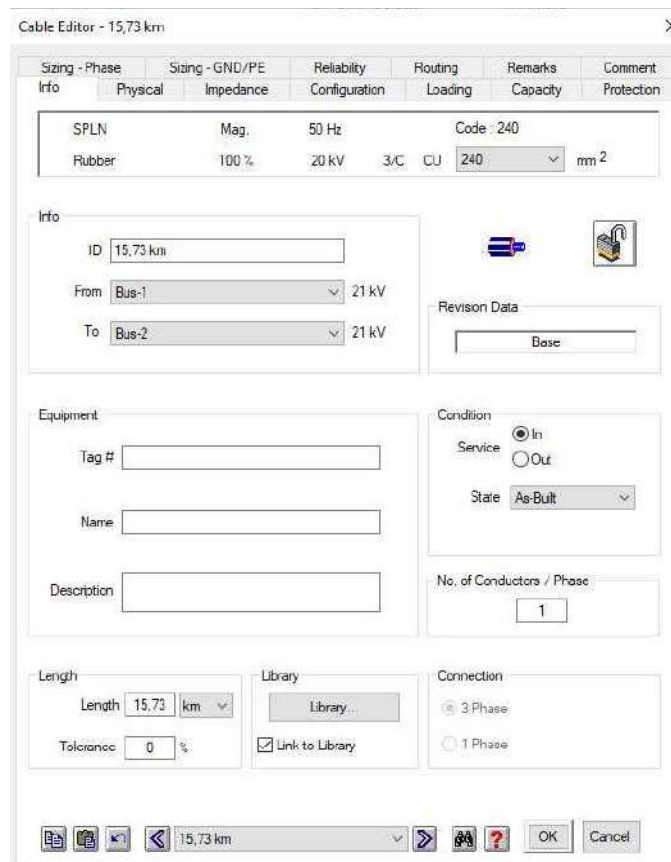 Cable Editor - 15,73 km
Sizing - Phase Sizing - GND/PE Reliability Routing Remarks Comment
Info Physical Impedance Configuration Loading Capacity Protection
SPLN Mag. 50 Hz Code : 240
Rubber 100 % 20 kV 3/C CU 240 mm 2
Info
ID 15,73 km
From Bus-1 21 kV
To Bus-2 21 kV
Revision Data
Base
Equipment
Tag #
Name
Description
Condition
Service In
Out
State As-Built
No. of Conductors / Phase
1
Length
Length 15,73 km
Tolerance 0 %
Library
Library...
Link to Library
Connection
3 Phase
1 Phase
15,73 km ? OK Cancel